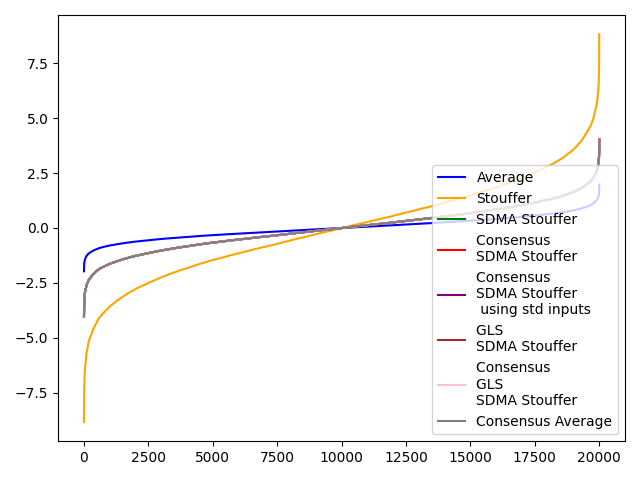 7.5
5.0
2.5
0.0
−2.5
−5.0
−7.5
0
2500
5000
7500
10000
12500
15000
17500
20000
Average
Stouffer
SDMA Stouffer
Consensus
SDMA Stouffer
Consensus
SDMA Stouffer
using std inputs
GLS
SDMA Stouffer
Consensus
GLS
SDMA Stouffer
Consensus Average